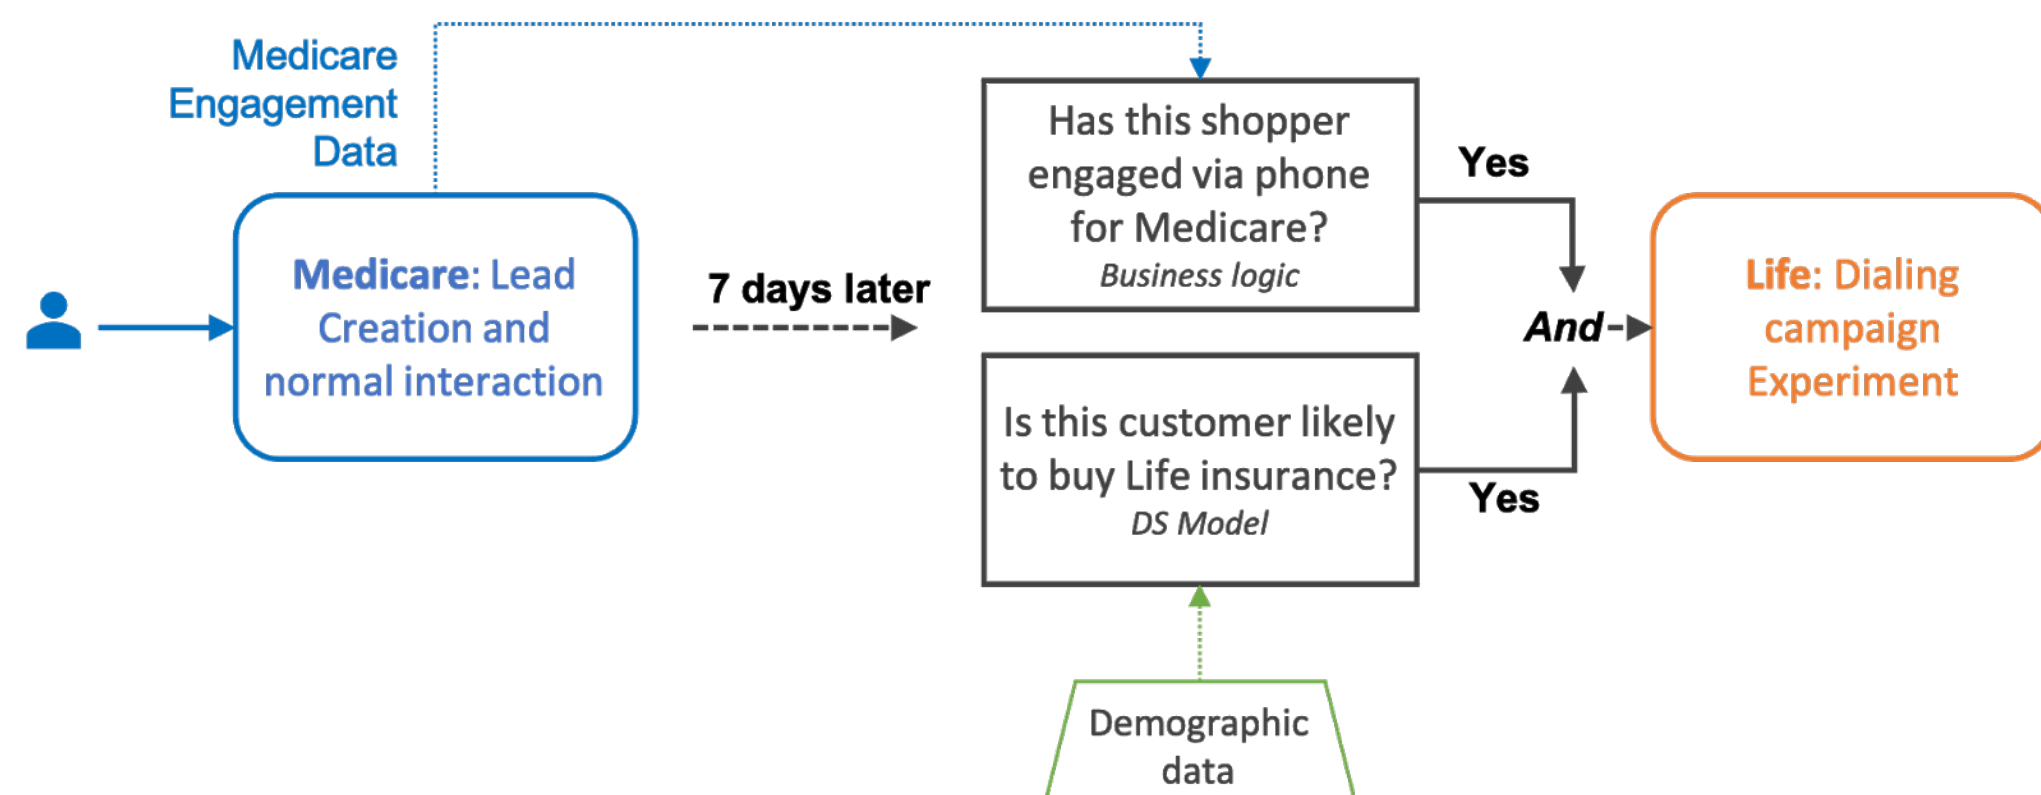 Medicare
Engagement
Data
Medicare: Lead
Creation and
normal interaction
7 days later
Has this shopper
engaged via phone
for Medicare?
Business logic
Yes
Is this customer likely
to buy Life insurance?
DS Model
Yes
And
Life: Dialing
campaign
Experiment
Demographic
data